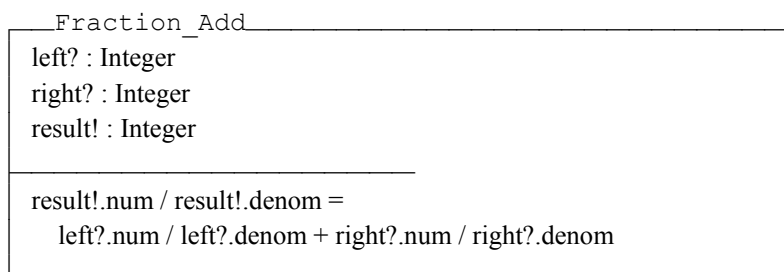 Fraction_Add
left? : Integer
right? : Integer
result! : Integer
result!.num / result!.denom =
left?.num / left?.denom + right?.num / right?.denom